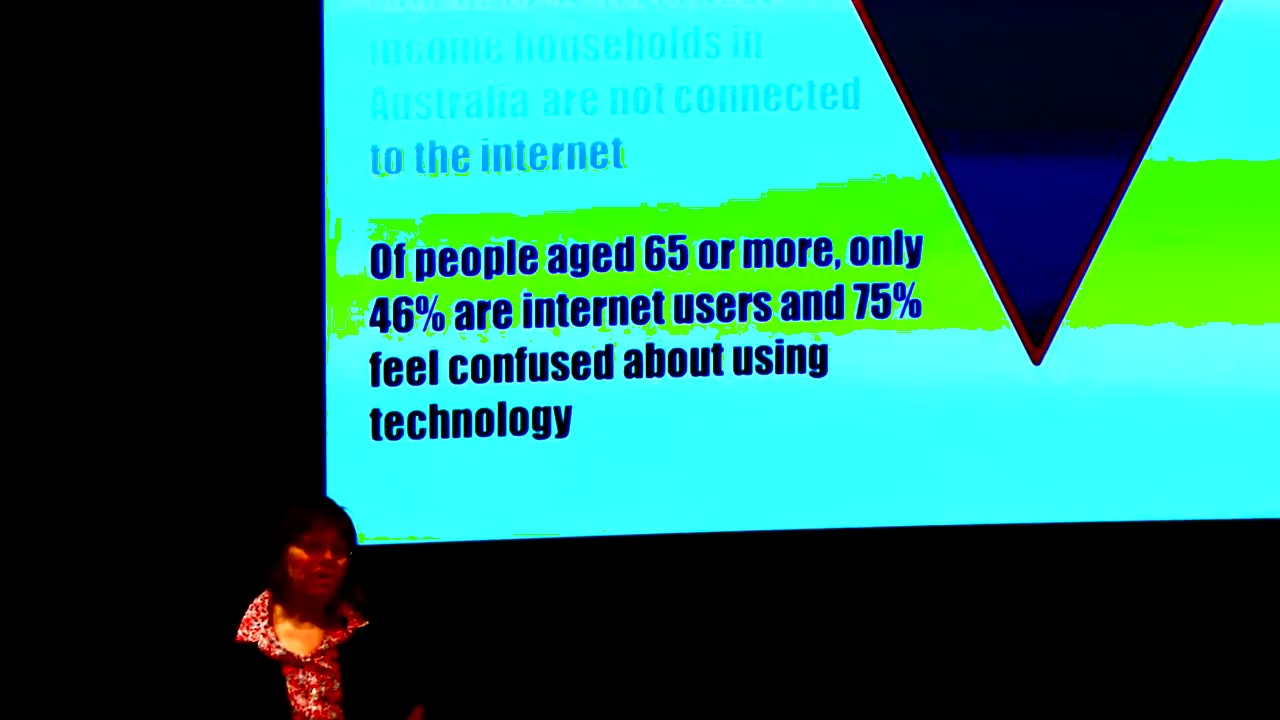 income households in
Australia are not connected
to the internet
Of people aged 65 or more, only
46% are internet users and 75%
feel confused about using
technology